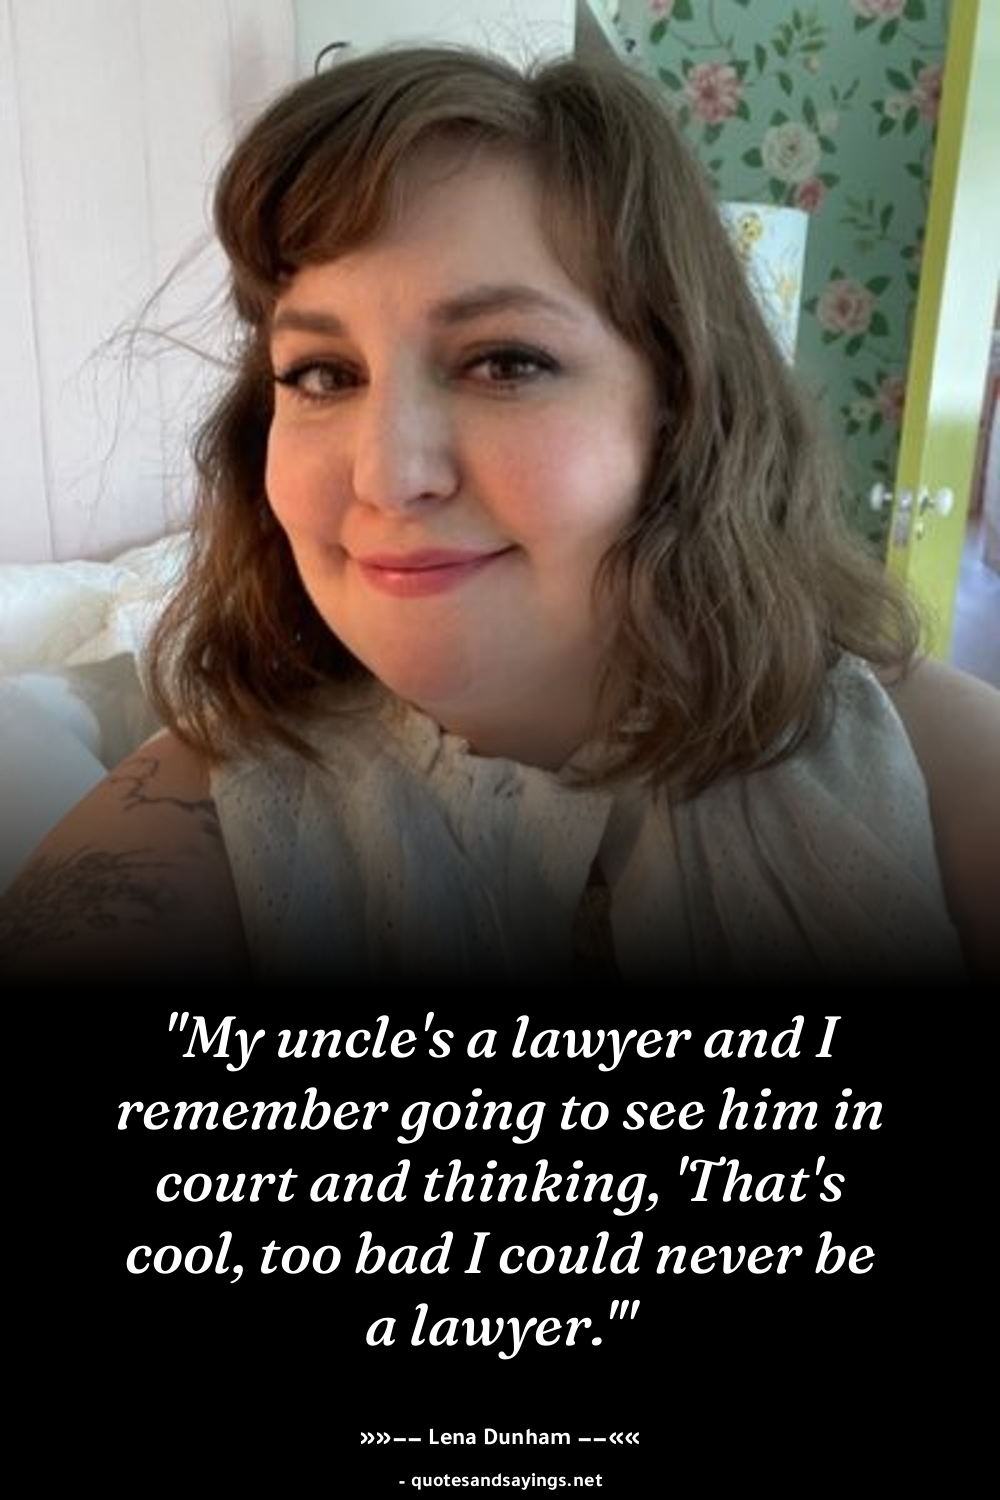 "My uncle's a lawyer and I
remember going to see him in
court and thinking, 'That's
cool, too bad I could never be
a lawyer.'"
»»–– Lena Dunham ––««
- quotesandsayings.net